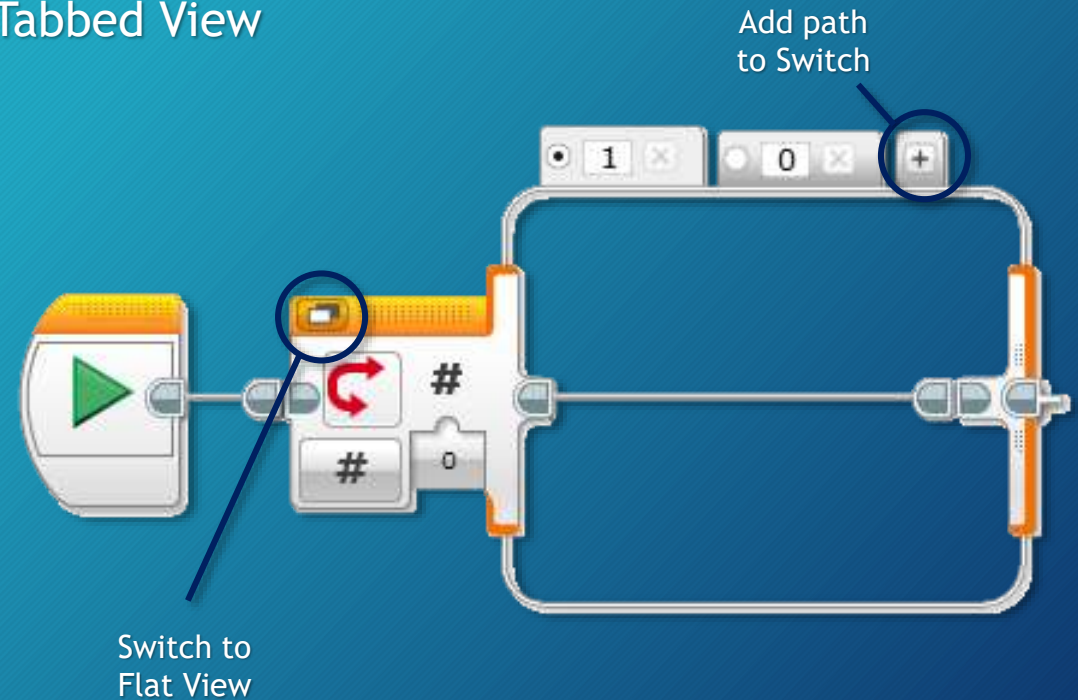 Tabbed View
Add path
to Switch
1
0
+
#
#
0
Switch to
Flat View